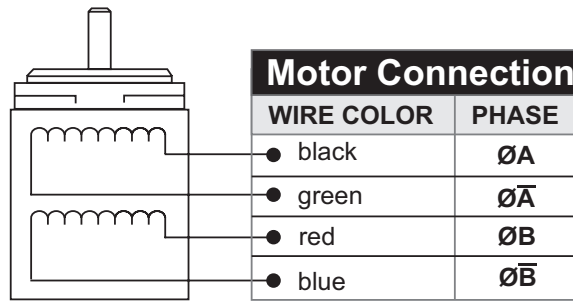 Motor Connection
WIRE COLOR PHASE
black ØA
green ØA̅
red ØB
blue ØB̅